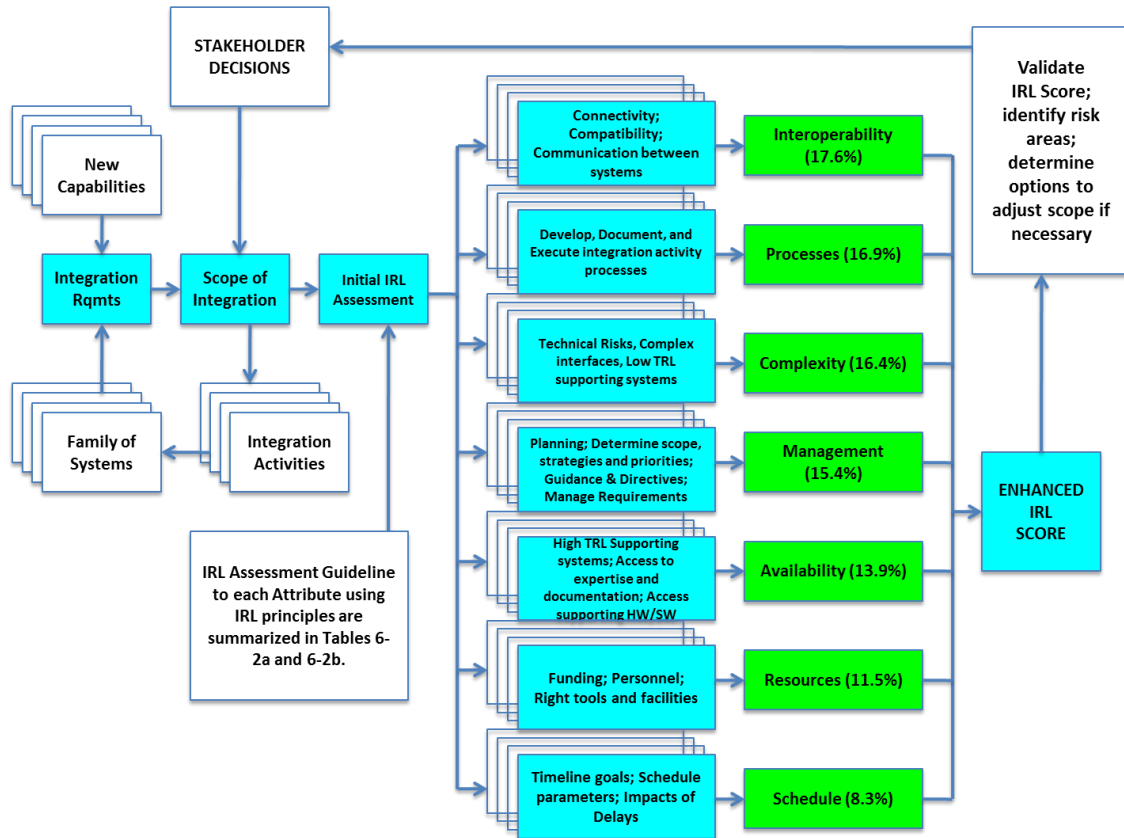 STAKEHOLDER
DECISIONS
Validate
IRL Score;
identify risk
areas;
determine
options to
adjust scope if
necessary
New
Capabilities
Integration
Rqmts
Scope of
Integration
Initial IRL
Assessment
Family of
Systems
Integration
Activities
IRL Assessment Guideline
to each Attribute using
IRL principles are
summarized in Tables 6-
2a and 6-2b.
Connectivity;
Compatibility;
Communication between
systems
Interoperability
(17.6%)
Develop, Document, and
Execute integration activity
processes
Processes (16.9%)
Technical Risks, Complex
interfaces, Low TRL
supporting systems
Complexity (16.4%)
Planning; Determine scope,
strategies and priorities;
Guidance & Directives;
Manage Requirements
Management
(15.4%)
High TRL Supporting
systems; Access to
expertise and
documentation; Access
supporting HW/SW
Availability (13.9%)
Funding; Personnel;
Right tools and facilities
Resources (11.5%)
Timeline goals; Schedule
parameters; Impacts of
Delays
Schedule (8.3%)
ENHANCED
IRL
SCORE